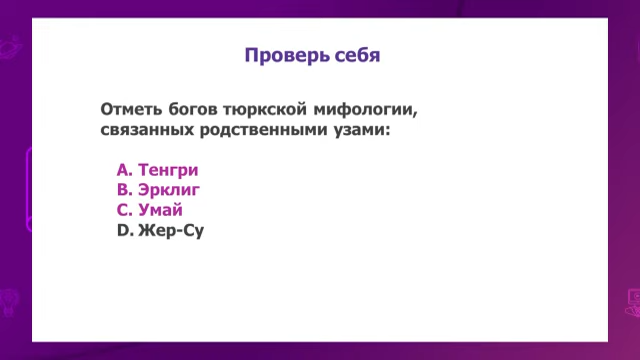 Проверь себя
Отметь богов тюркской мифологии,
связанных родственными узами:
A. Тенгри
B. Эрклиг
C. Умай
D. Жер-Су